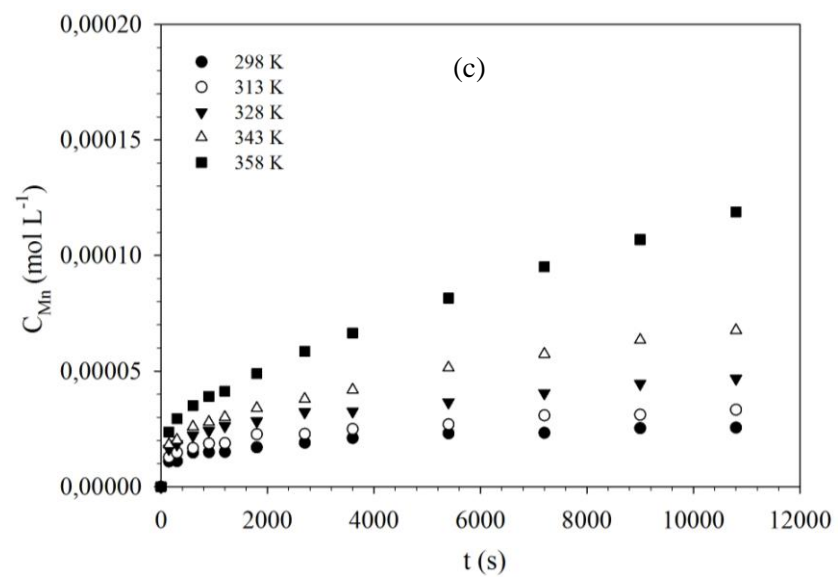 0,00020
(c)
298 K
313 K
328 K
343 K
358 K
0,00015
C_Mn (mol L⁻¹)
0,00010
0,00005
0,00000
0 2000 4000 6000 8000 10000 12000
t (s)